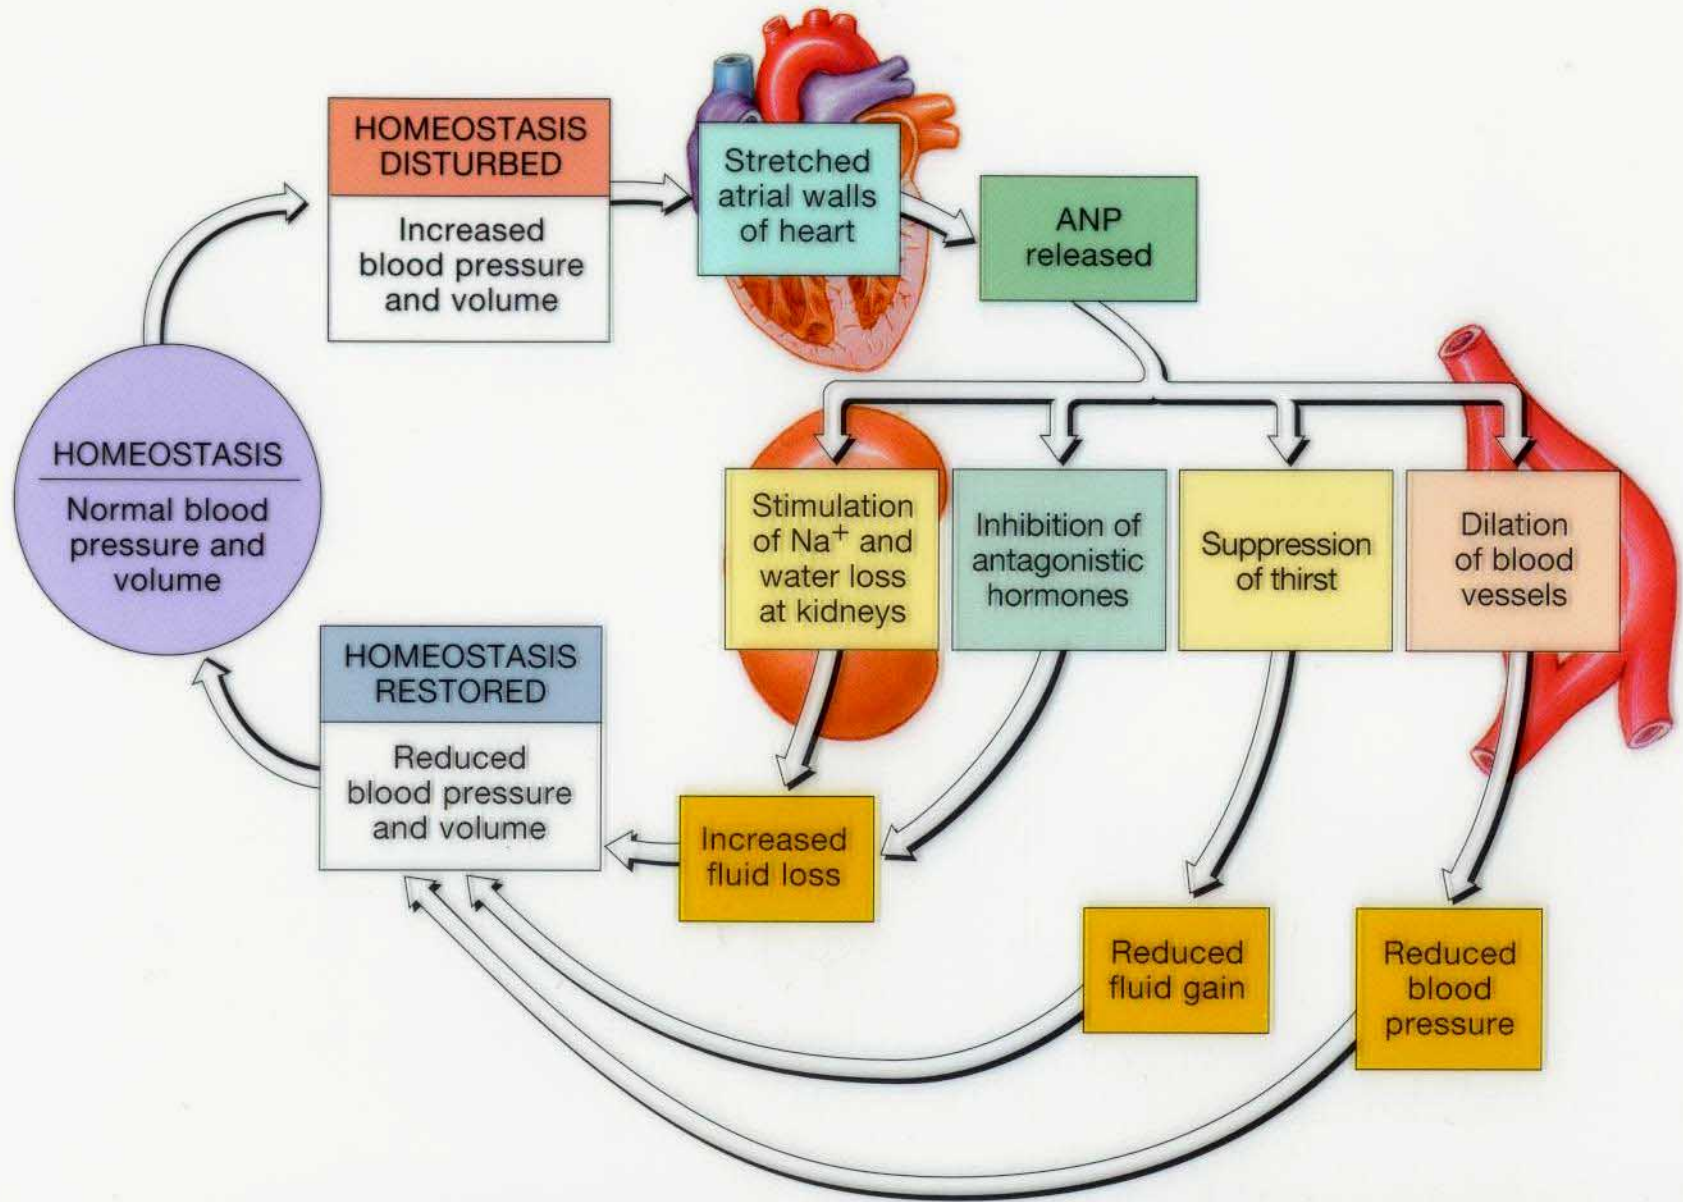 HOMEOSTASIS
DISTURBED
Increased
blood pressure
and volume
Stretched
atrial walls
of heart
ANP
released
HOMEOSTASIS
Normal blood
pressure and
volume
Stimulation
of Na⁺ and
water loss
at kidneys
Inhibition of
antagonistic
hormones
Suppression
of thirst
Dilation
of blood
vessels
HOMEOSTASIS
RESTORED
Reduced
blood pressure
and volume
Increased
fluid loss
Reduced
fluid gain
Reduced
blood
pressure